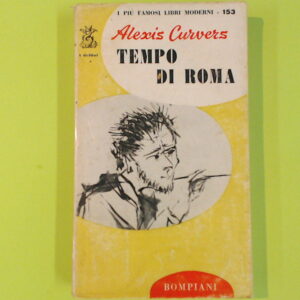 I PIÙ FAMOSI LIBRI MODERNI - 153
Alexis Curvers
TEMPO
DI ROMA
BOMPIANI